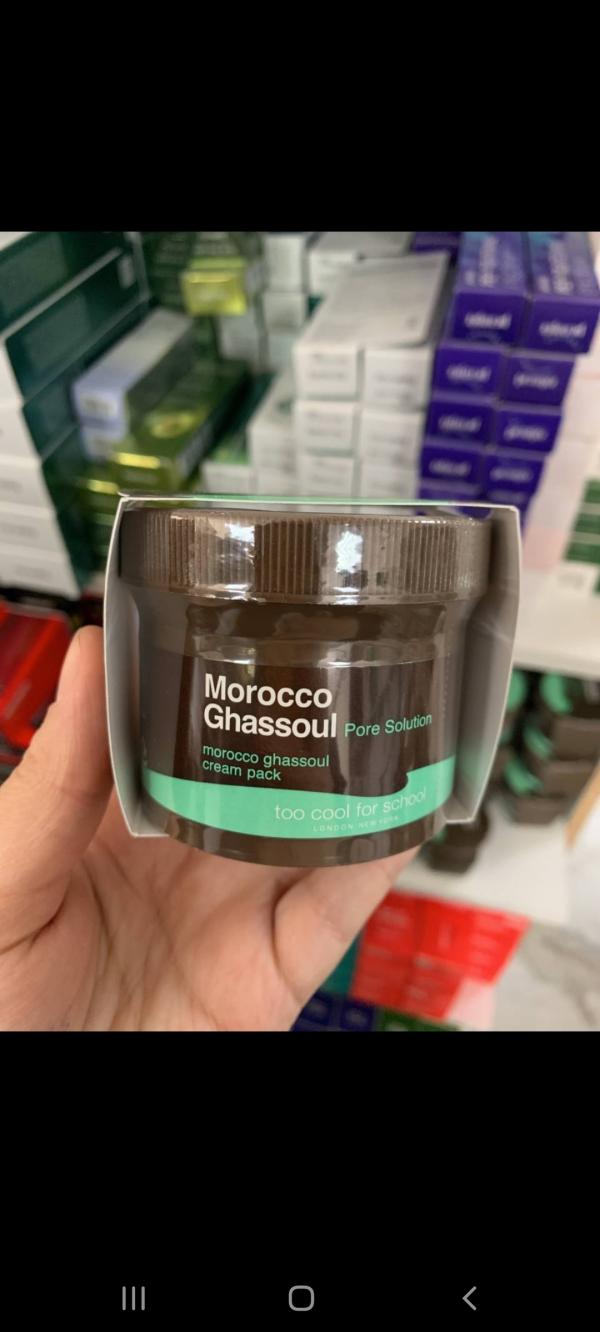 Morocco
Ghassoul Pore Solution
morocco ghassoul
cream pack
too cool for school
LONDON NEW YORK